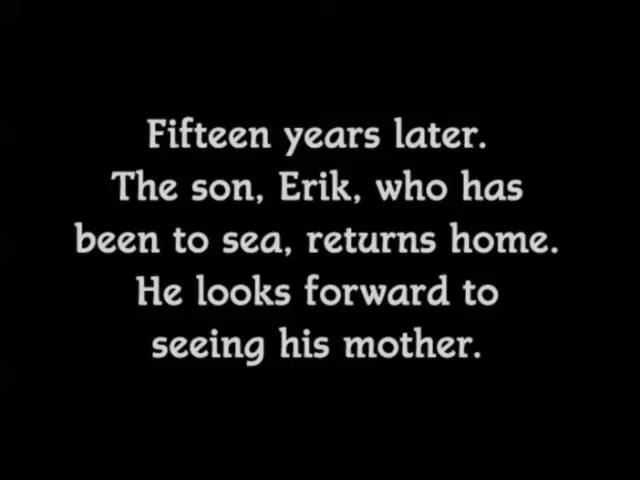 Fifteen years later.
The son, Erik, who has
been to sea, returns home.
He looks forward to
seeing his mother.